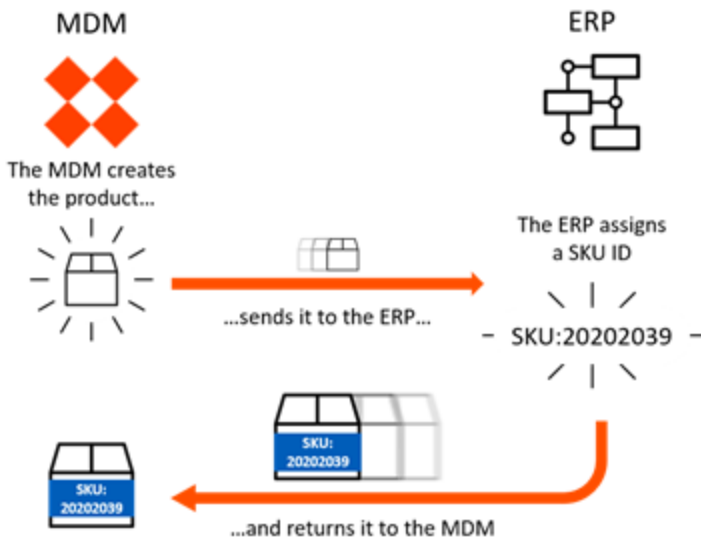 MDM
ERP
The MDM creates
the product...
The ERP assigns
a SKU ID
...sends it to the ERP...
SKU:20202039
SKU:
20202039
SKU:
20202039
...and returns it to the MDM